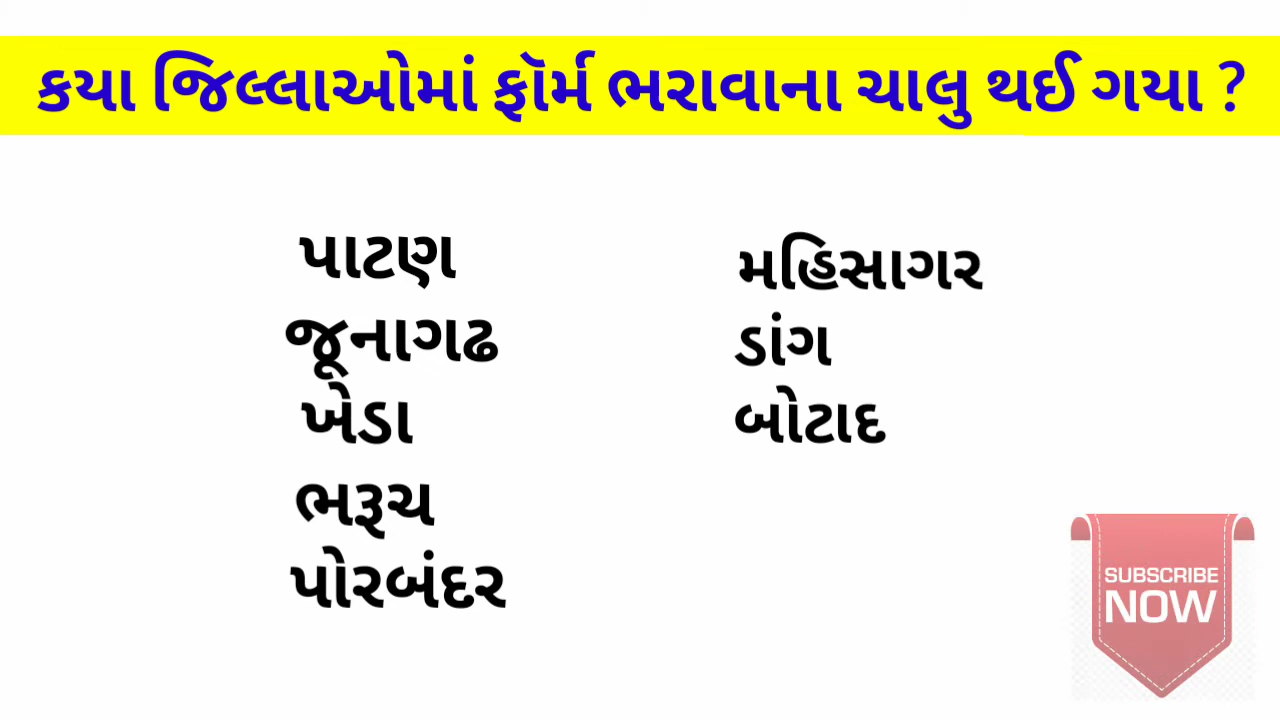 કયા જિલ્લાઓમાં ફૉર્મ ભરાવાના ચાલુ થઈ ગયા ?
પાટણ
જૂનાગઢ
ખેડા
ભરૂચ
પોરબંદર
મહિસાગર
ડાંગ
બોટાદ
SUBSCRIBE
NOW